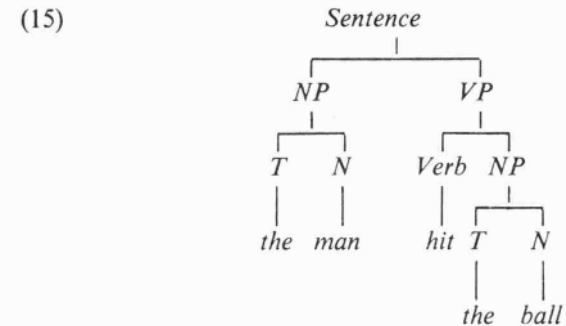 (15) Sentence
NP VP
T N Verb NP
the man hit T N
the ball